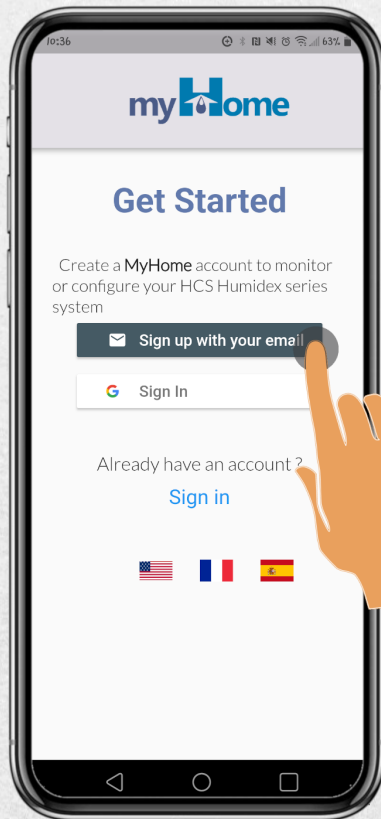 10:36 63%
myHome
Get Started
Create a MyHome account to monitor
or configure your HCS Humidex series
system
Sign up with your email
G Sign In
Already have an account ?
Sign in